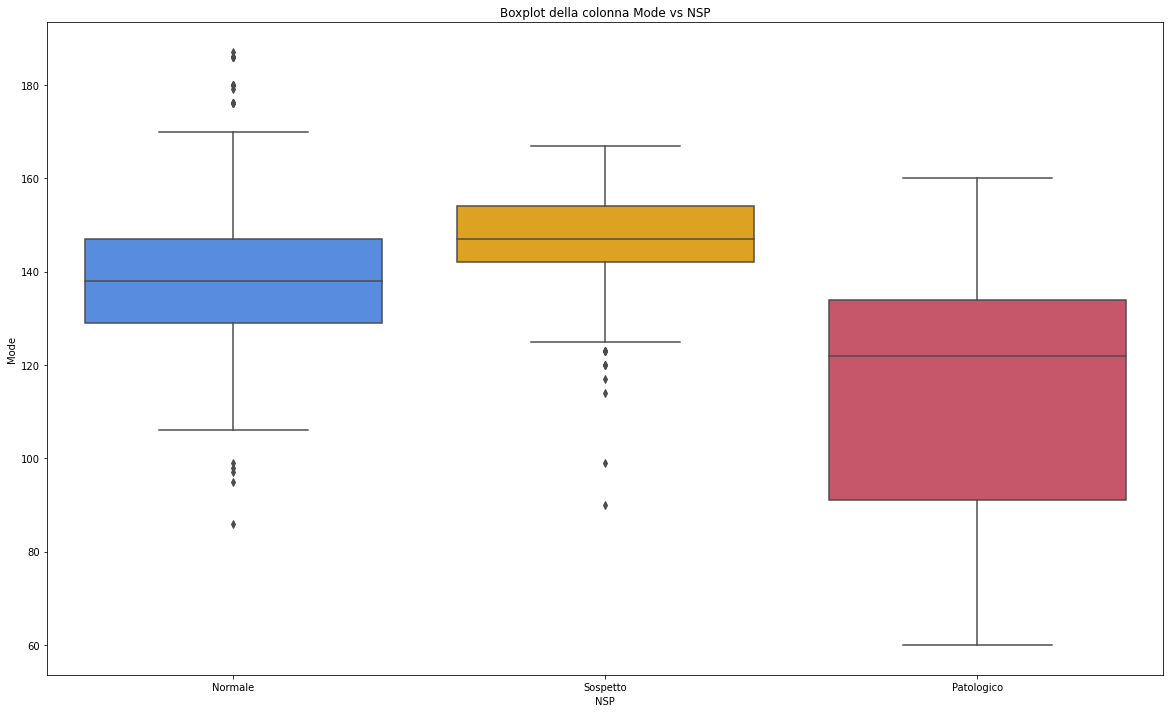 Boxplot della colonna Mode vs NSP
Mode
180
160
140
120
100
80
60
Normale
Sospetto
Patologico
NSP